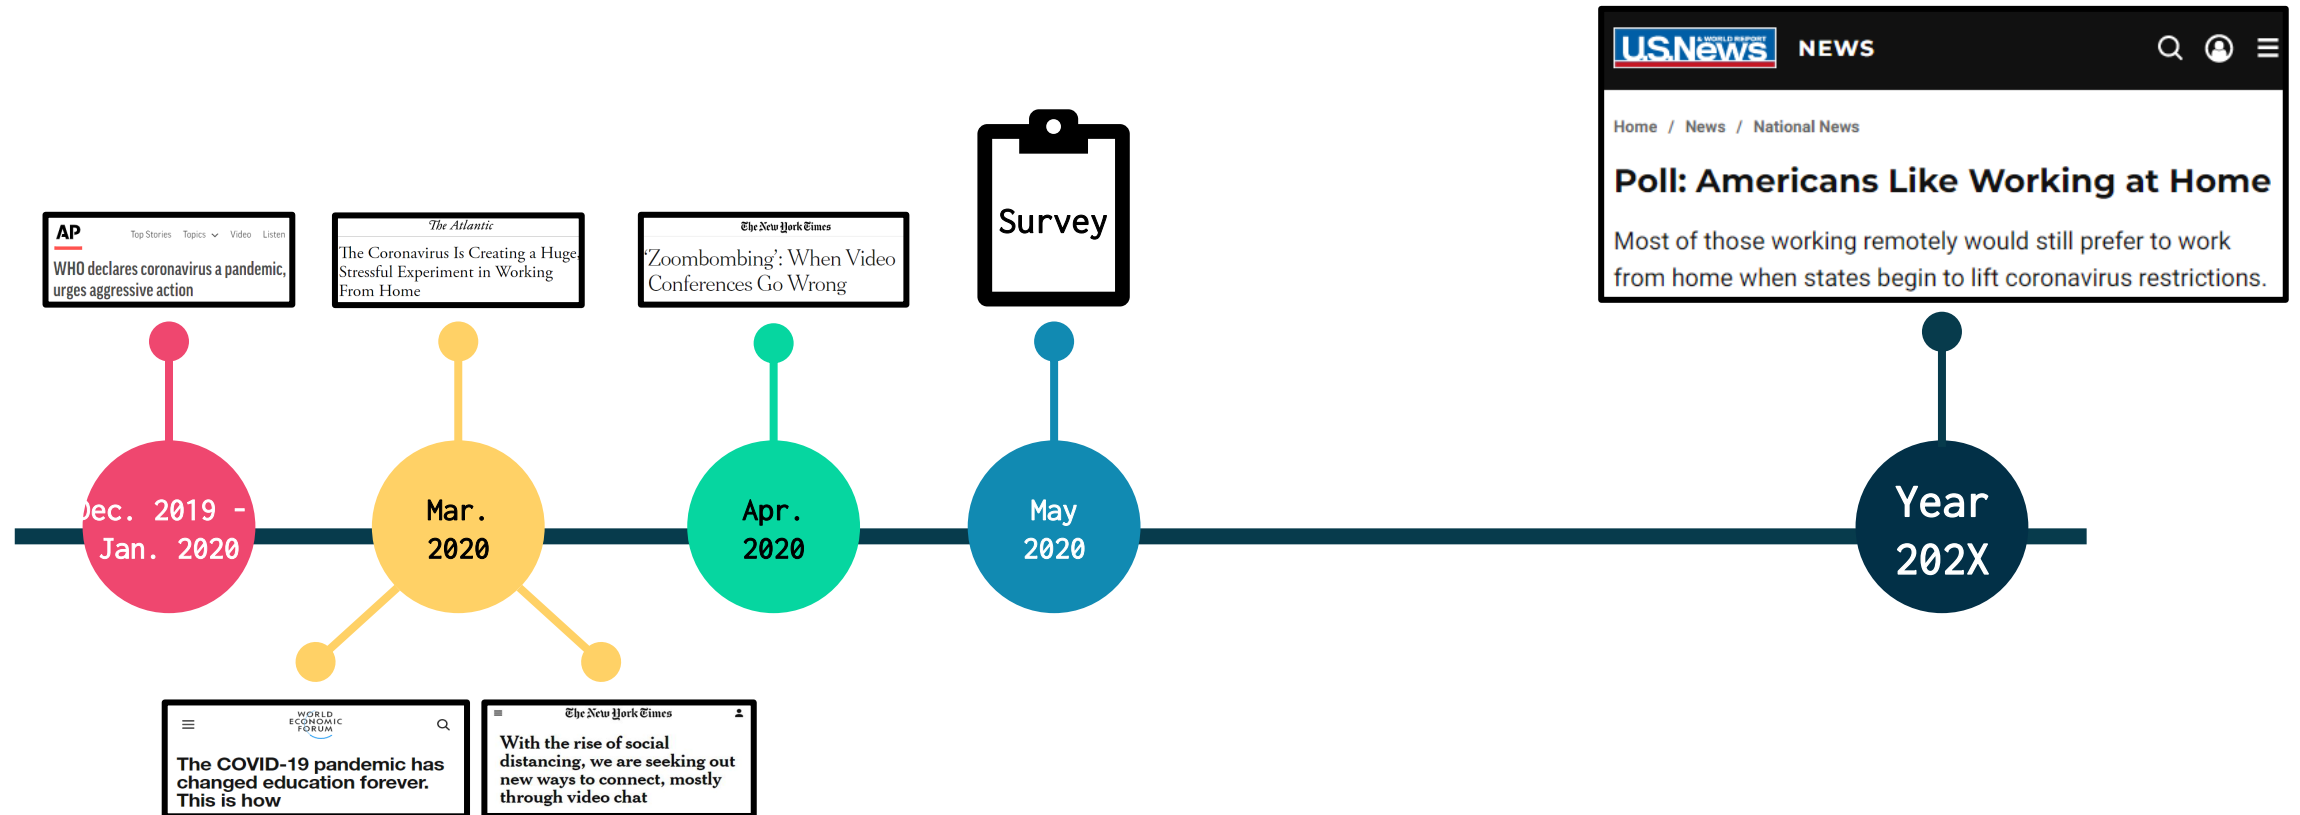 U.S.News
& WORLD REPORT
NEWS
Home / News / National News
Poll: Americans Like Working at Home
Most of those working remotely would still prefer to work
from home when states begin to lift coronavirus restrictions.
Survey
AP
Top Stories Topics Video Listen
WHO declares coronavirus a pandemic,
urges aggressive action
The Atlantic
The Coronavirus Is Creating a Huge,
Stressful Experiment in Working
From Home
The New York Times
‘Zoombombing’: When Video
Conferences Go Wrong
Dec. 2019 -
Jan. 2020
Mar.
2020
Apr.
2020
May
2020
Year
202X
WORLD
ECONOMIC
FORUM
The COVID-19 pandemic has
changed education forever.
This is how
The New York Times
With the rise of social
distancing, we are seeking out
new ways to connect, mostly
through video chat